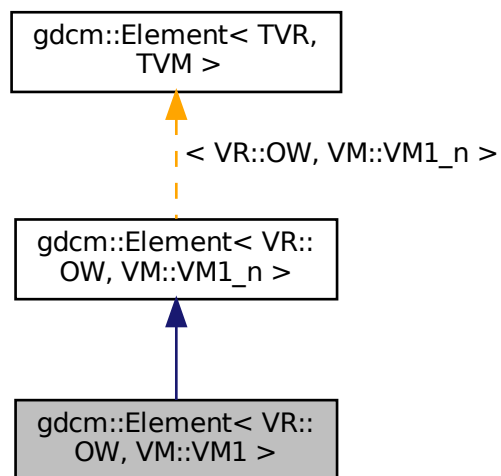 gdcm::Element< TVR,
TVM >
< VR::OW, VM::VM1_n >
gdcm::Element< VR::
OW, VM::VM1_n >
gdcm::Element< VR::
OW, VM::VM1 >